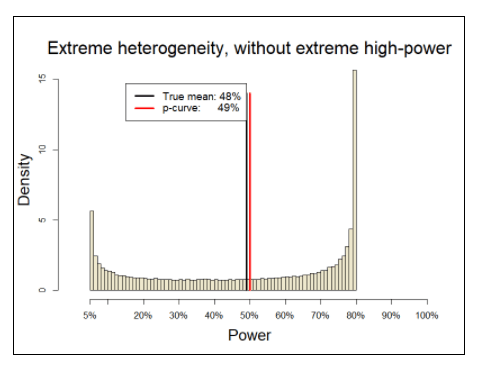 Extreme heterogeneity, without extreme high-power
True mean: 48%
p-curve: 49%
Density
15
10
5
0
5% 20% 30% 40% 50% 60% 70% 80% 90% 100%
Power